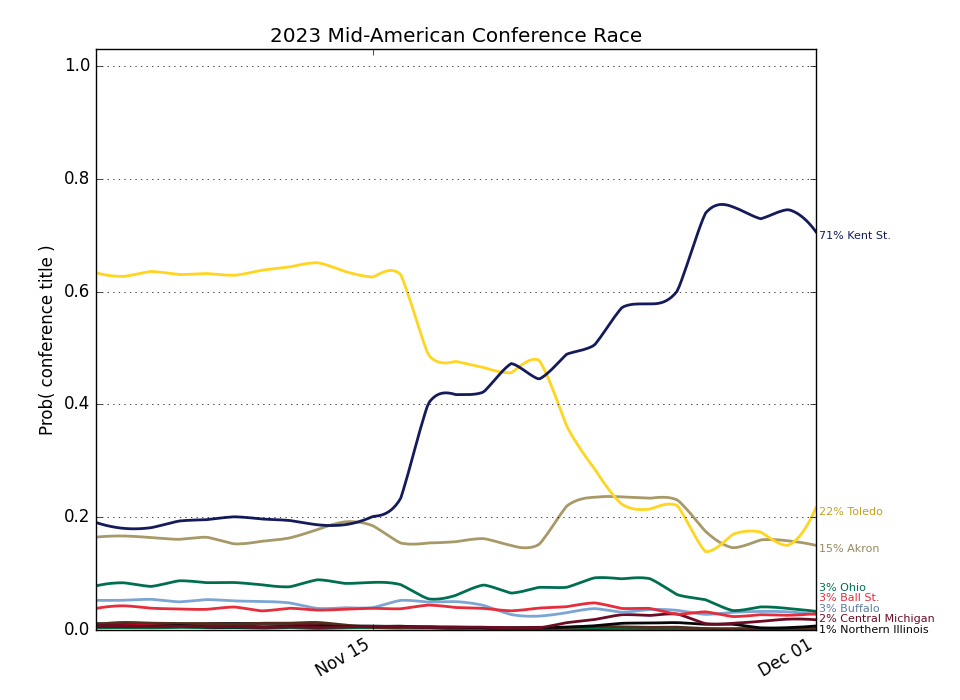 2023 Mid-American Conference Race
Prob( conference title )
1.0
0.8
0.6
0.4
0.2
0.0
Nov 15
Dec 01
71% Kent St.
22% Toledo
15% Akron
3% Ohio
3% Ball St.
3% Buffalo
2% Central Michigan
1% Northern Illinois